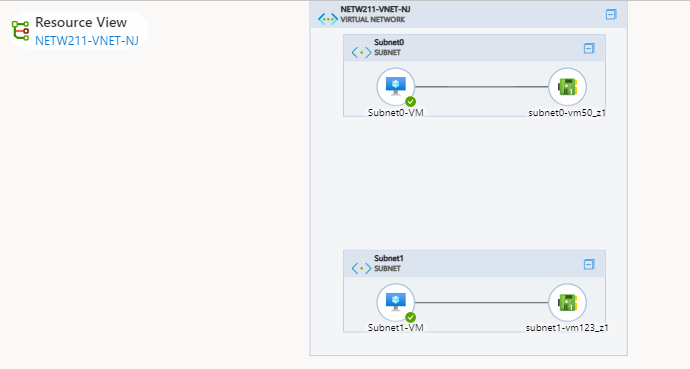 Resource View
NETW211-VNET-NJ
NETW211-VNET-NJ
VIRTUAL NETWORK
Subnet0
SUBNET
Subnet0-VM
subnet0-vm50_z1
Subnet1
SUBNET
Subnet1-VM
subnet1-vm123_z1